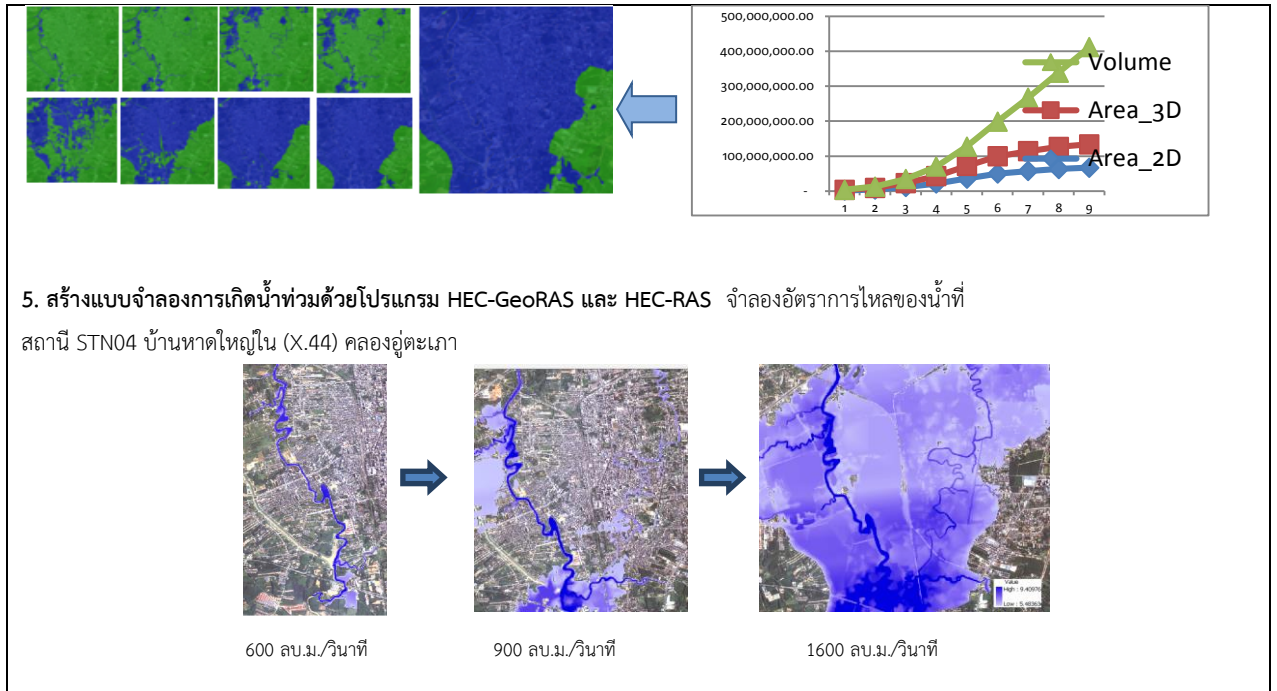 500,000,000.00
400,000,000.00
300,000,000.00
200,000,000.00
100,000,000.00
-
1 2 3 4 5 6 7 8 9
Volume
Area_3D
Area_2D
5. สร้างแบบจำลองการเกิดน้ำท่วมด้วยโปรแกรม HEC-GeoRAS และ HEC-RAS จำลองอัตราการไหลของน้ำที่
สถานี STN04 บ้านหาดใหญ่ใน (X.44) คลองอู่ตะเภา
Value
High : 9.40976
600 ลบ.ม./วินาที
900 ลบ.ม./วินาที
1600 ลบ.ม./วินาที